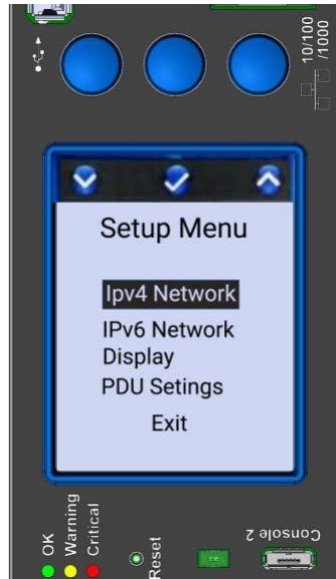 10/100
/1000
Setup Menu
Ipv4 Network
IPv6 Network
Display
PDU Setings
Exit
OK
Warning
Critical
Reset
Console 2